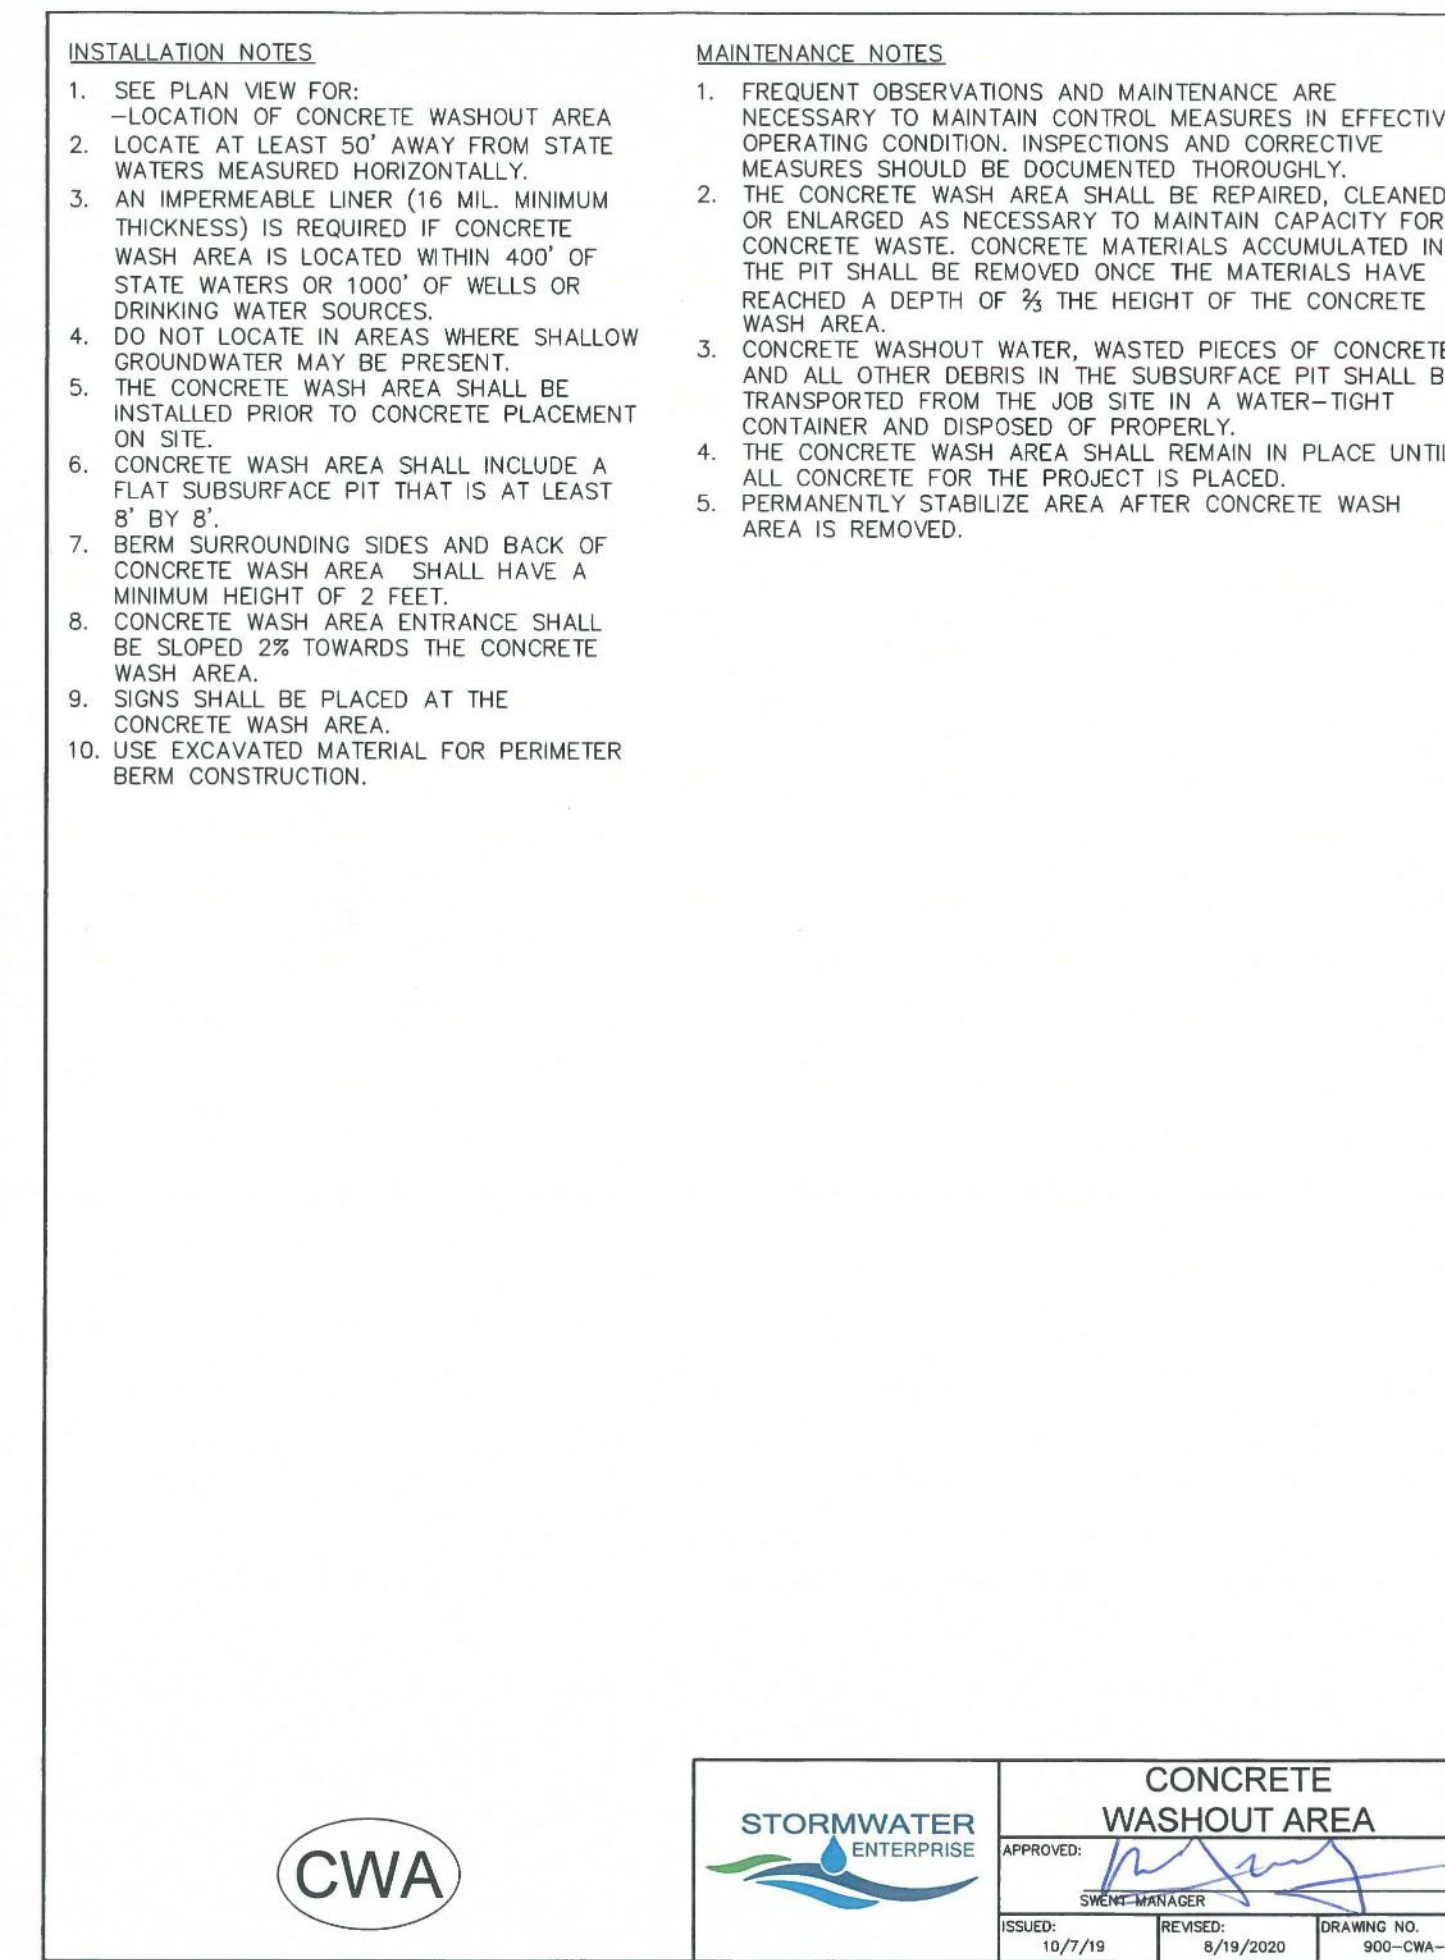 INSTALLATION NOTES
1. SEE PLAN VIEW FOR:
-LOCATION OF CONCRETE WASHOUT AREA
2. LOCATE AT LEAST 50' AWAY FROM STATE
WATERS MEASURED HORIZONTALLY.
3. AN IMPERMEABLE LINER (16 MIL. MINIMUM
THICKNESS) IS REQUIRED IF CONCRETE
WASH AREA IS LOCATED WITHIN 400' OF
STATE WATERS OR 1000' OF WELLS OR
DRINKING WATER SOURCES.
4. DO NOT LOCATE IN AREAS WHERE SHALLOW
GROUNDWATER MAY BE PRESENT.
5. THE CONCRETE WASH AREA SHALL BE
INSTALLED PRIOR TO CONCRETE PLACEMENT
ON SITE.
6. CONCRETE WASH AREA SHALL INCLUDE A
FLAT SUBSURFACE PIT THAT IS AT LEAST
8' BY 8'.
7. BERM SURROUNDING SIDES AND BACK OF
CONCRETE WASH AREA SHALL HAVE A
MINIMUM HEIGHT OF 2 FEET.
8. CONCRETE WASH AREA ENTRANCE SHALL
BE SLOPED 2% TOWARDS THE CONCRETE
WASH AREA.
9. SIGNS SHALL BE PLACED AT THE
CONCRETE WASH AREA.
10. USE EXCAVATED MATERIAL FOR PERIMETER
BERM CONSTRUCTION.
MAINTENANCE NOTES
1. FREQUENT OBSERVATIONS AND MAINTENANCE ARE
NECESSARY TO MAINTAIN CONTROL MEASURES IN EFFECTIV
OPERATING CONDITION. INSPECTIONS AND CORRECTIVE
MEASURES SHOULD BE DOCUMENTED THOROUGHLY.
2. THE CONCRETE WASH AREA SHALL BE REPAIRED, CLEANED
OR ENLARGED AS NECESSARY TO MAINTAIN CAPACITY FOR
CONCRETE WASTE. CONCRETE MATERIALS ACCUMULATED IN
THE PIT SHALL BE REMOVED ONCE THE MATERIALS HAVE
REACHED A DEPTH OF ⅔ THE HEIGHT OF THE CONCRETE
WASH AREA.
3. CONCRETE WASHOUT WATER, WASTED PIECES OF CONCRETE
AND ALL OTHER DEBRIS IN THE SUBSURFACE PIT SHALL B
TRANSPORTED FROM THE JOB SITE IN A WATER-TIGHT
CONTAINER AND DISPOSED OF PROPERLY.
4. THE CONCRETE WASH AREA SHALL REMAIN IN PLACE UNTIL
ALL CONCRETE FOR THE PROJECT IS PLACED.
5. PERMANENTLY STABILIZE AREA AFTER CONCRETE WASH
AREA IS REMOVED.
CWA
STORMWATER
ENTERPRISE
CONCRETE
WASHOUT AREA
APPROVED:
SWENT MANAGER
ISSUED:
10/7/19
REVISED:
8/19/2020
DRAWING NO.
900-CWA-